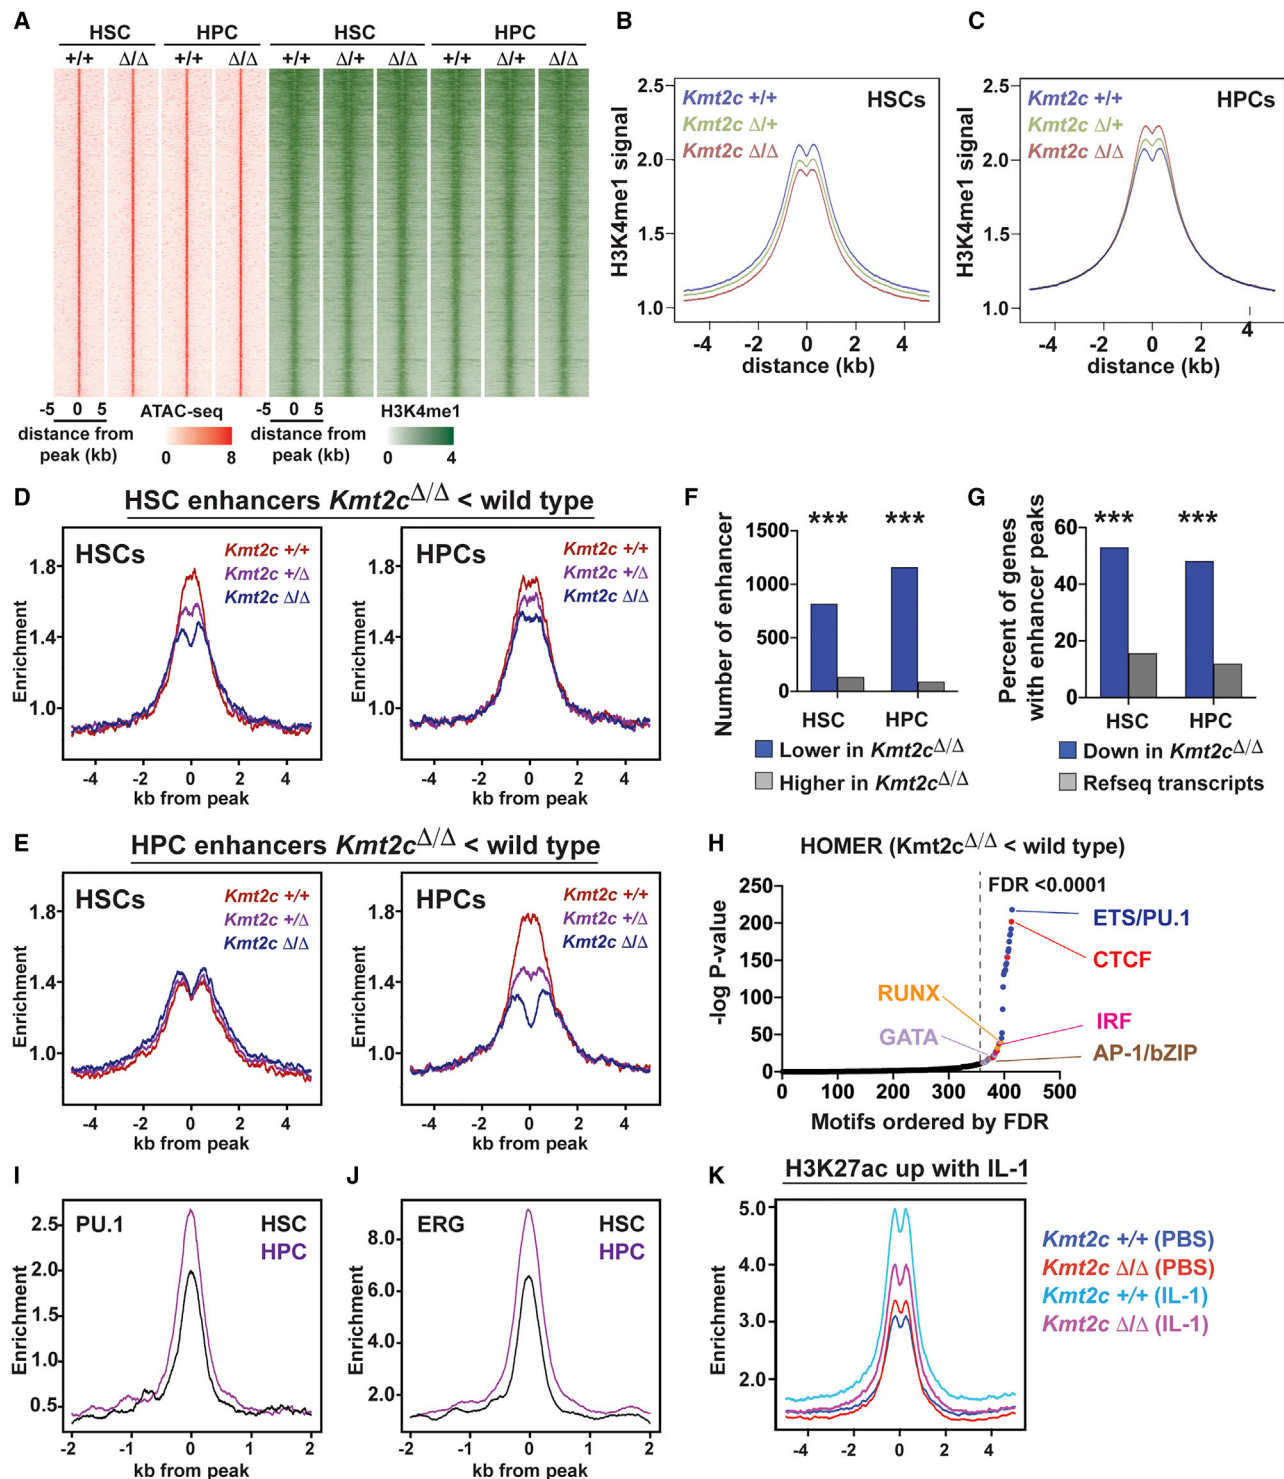 A
HSC HPC HSC HPC
+/+ Δ/Δ +/+ Δ/Δ +/+ Δ/+ Δ/Δ +/+ Δ/+ Δ/Δ
-5 0 5 ATAC-seq -5 0 5 H3K4me1
distance from peak (kb) 0 8 distance from peak (kb) 0 4
B
H3K4me1 signal
2.5
2.0
1.5
1.0
Kmt2c +/+ HSCs
Kmt2c Δ/+
Kmt2c Δ/Δ
-4 -2 0 2 4
distance (kb)
C
H3K4me1 signal
2.5
2.0
1.5
1.0
Kmt2c +/+ HPCs
Kmt2c Δ/+
Kmt2c Δ/Δ
-4 -2 0 2 4
distance (kb)
D
HSC enhancers Kmt2cΔ/Δ < wild type
HSCs
Kmt2c +/+
Kmt2c +/Δ
Kmt2c Δ/Δ
Enrichment
1.8
1.4
1.0
-4 -2 0 2 4
kb from peak
HPCs
Kmt2c +/+
Kmt2c +/Δ
Kmt2c Δ/Δ
Enrichment
1.8
1.4
1.0
-4 -2 0 2 4
kb from peak
E
HPC enhancers Kmt2cΔ/Δ < wild type
HSCs
Kmt2c +/+
Kmt2c +/Δ
Kmt2c Δ/Δ
Enrichment
1.8
1.4
1.0
-4 -2 0 2 4
kb from peak
HPCs
Kmt2c +/+
Kmt2c +/Δ
Kmt2c Δ/Δ
Enrichment
1.8
1.4
1.0
-4 -2 0 2 4
kb from peak
F
Number of enhancer
*** ***
1500
1000
500
0
HSC HPC
Lower in Kmt2cΔ/Δ
Higher in Kmt2cΔ/Δ
G
Percent of genes
with enhancer peaks
*** ***
60
40
20
0
HSC HPC
Down in Kmt2cΔ/Δ
Refseq transcripts
H
HOMER (Kmt2cΔ/Δ < wild type)
FDR <0.0001
-log P-value
250
200
150
100
50
0
ETS/PU.1
CTCF
RUNX
IRF
GATA
AP-1/bZIP
0 100 200 300 400 500
Motifs ordered by FDR
I
PU.1 HSC
HPC
Enrichment
2.5
2.0
1.5
1.0
0.5
-2 -1 0 1 2
kb from peak
J
ERG HSC
HPC
Enrichment
8.0
6.0
4.0
2.0
-2 -1 0 1 2
kb from peak
K
H3K27ac up with IL-1
Enrichment
5.0
4.0
3.0
2.0
-4 -2 0 2 4
Kmt2c +/+ (PBS)
Kmt2c Δ/Δ (PBS)
Kmt2c +/+ (IL-1)
Kmt2c Δ/Δ (IL-1)